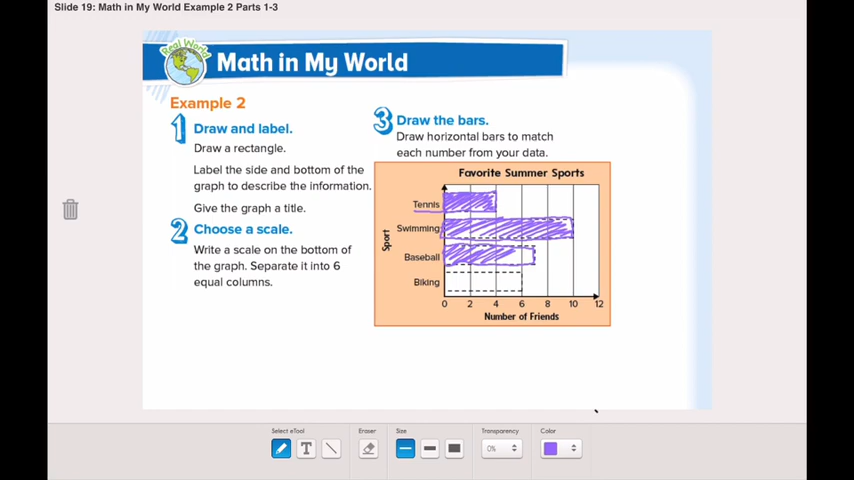 Slide 19: Math in My World Example 2 Parts 1-3
Real World
Math in My World
Example 2
1 Draw and label.
Draw a rectangle.
Label the side and bottom of the
graph to describe the information.
Give the graph a title.
2 Choose a scale.
Write a scale on the bottom of
the graph. Separate it into 6
equal columns.
3 Draw the bars.
Draw horizontal bars to match
each number from your data.
Favorite Summer Sports
Sport
Tennis
Swimming
Baseball
Biking
0 2 4 6 8 10 12
Number of Friends
Select eTool
Eraser
Size
Transparency
Color
T
0%